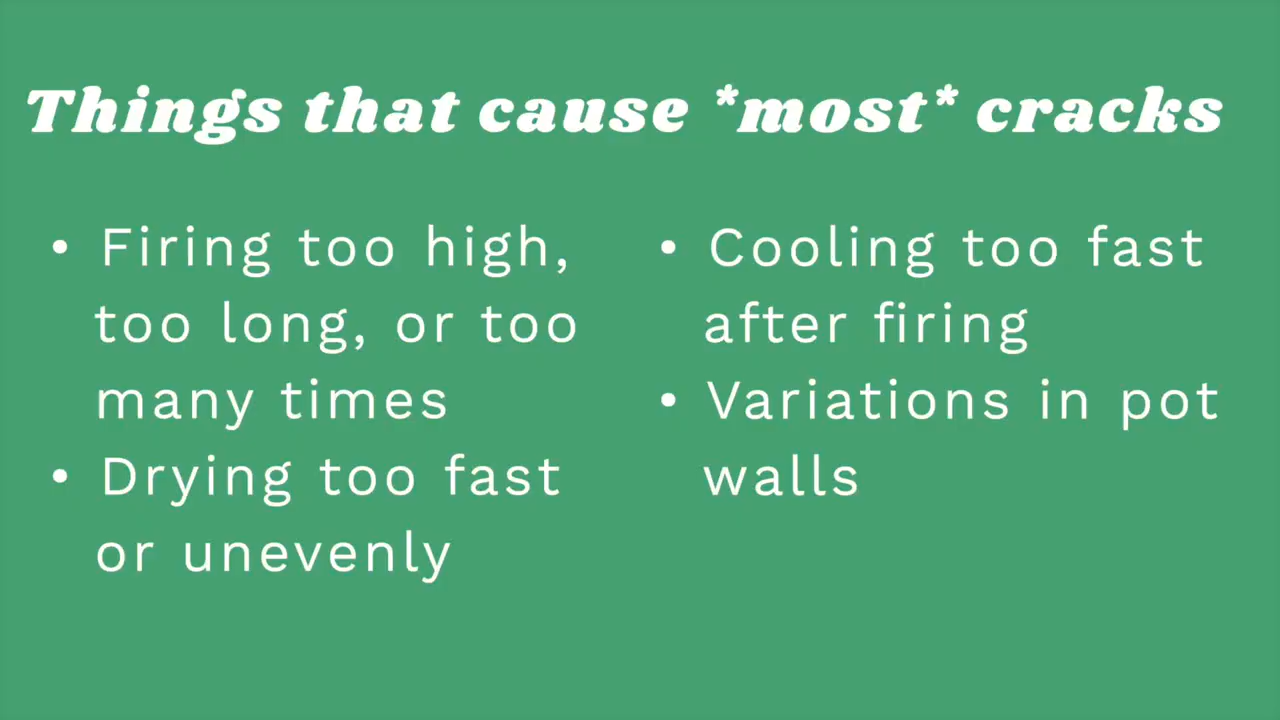 Things that cause *most* cracks
• Firing too high,
too long, or too
many times
• Drying too fast
or unevenly
• Cooling too fast
after firing
• Variations in pot
walls